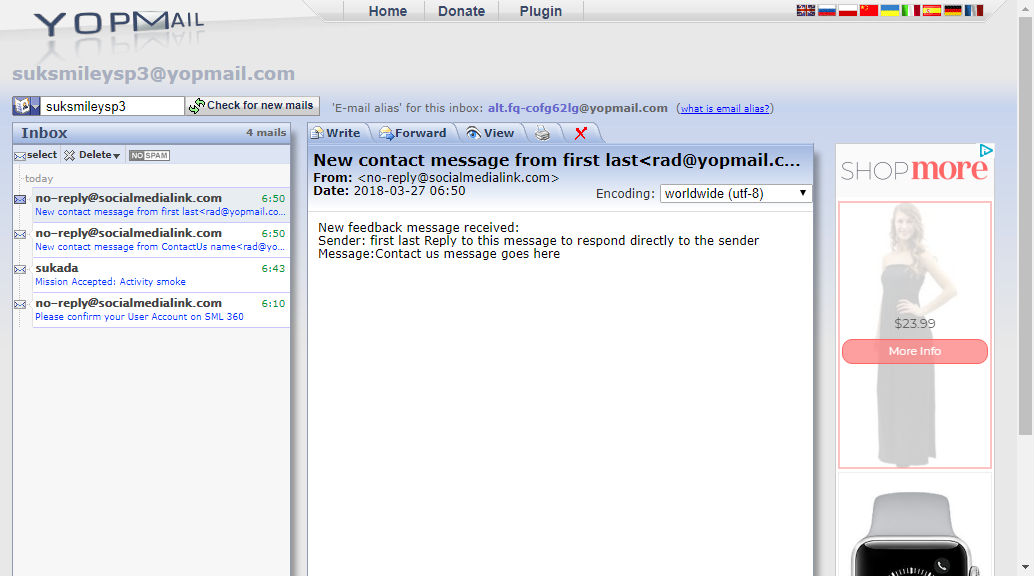 YOPMAIL
Home Donate Plugin
suksmileysp3@yopmail.com
suksmileysp3 Check for new mails 'E-mail alias' for this inbox: alt.fq-cofg62lg@yopmail.com (what is email alias?)
Inbox 4 mails
select Delete NO SPAM
today
no-reply@socialmedialink.com 6:50
New contact message from first last<rad@yopmail.co...
no-reply@socialmedialink.com 6:50
New contact message from ContactUs name<rad@yo...
sukada 6:43
Mission Accepted: Activity smoke
no-reply@socialmedialink.com 6:10
Please confirm your User Account on SML 360
Write Forward View
New contact message from first last<rad@yopmail.c...
From: <no-reply@socialmedialink.com>
Date: 2018-03-27 06:50
Encoding: worldwide (utf-8)
New feedback message received:
Sender: first last Reply to this message to respond directly to the sender
Message:Contact us message goes here
SHOP more
$23.99
More Info